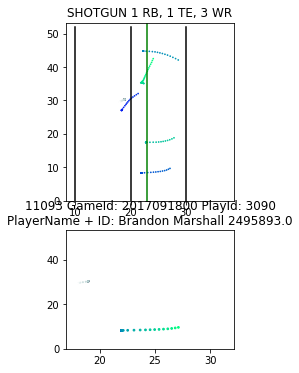 SHOTGUN 1 RB, 1 TE, 3 WR
50
40
30
20
10
0
10 20 30
11093 GameId: 2017091800 PlayId: 3090
PlayerName + ID: Brandon Marshall 2495893.0
40
20
0
20 25 30